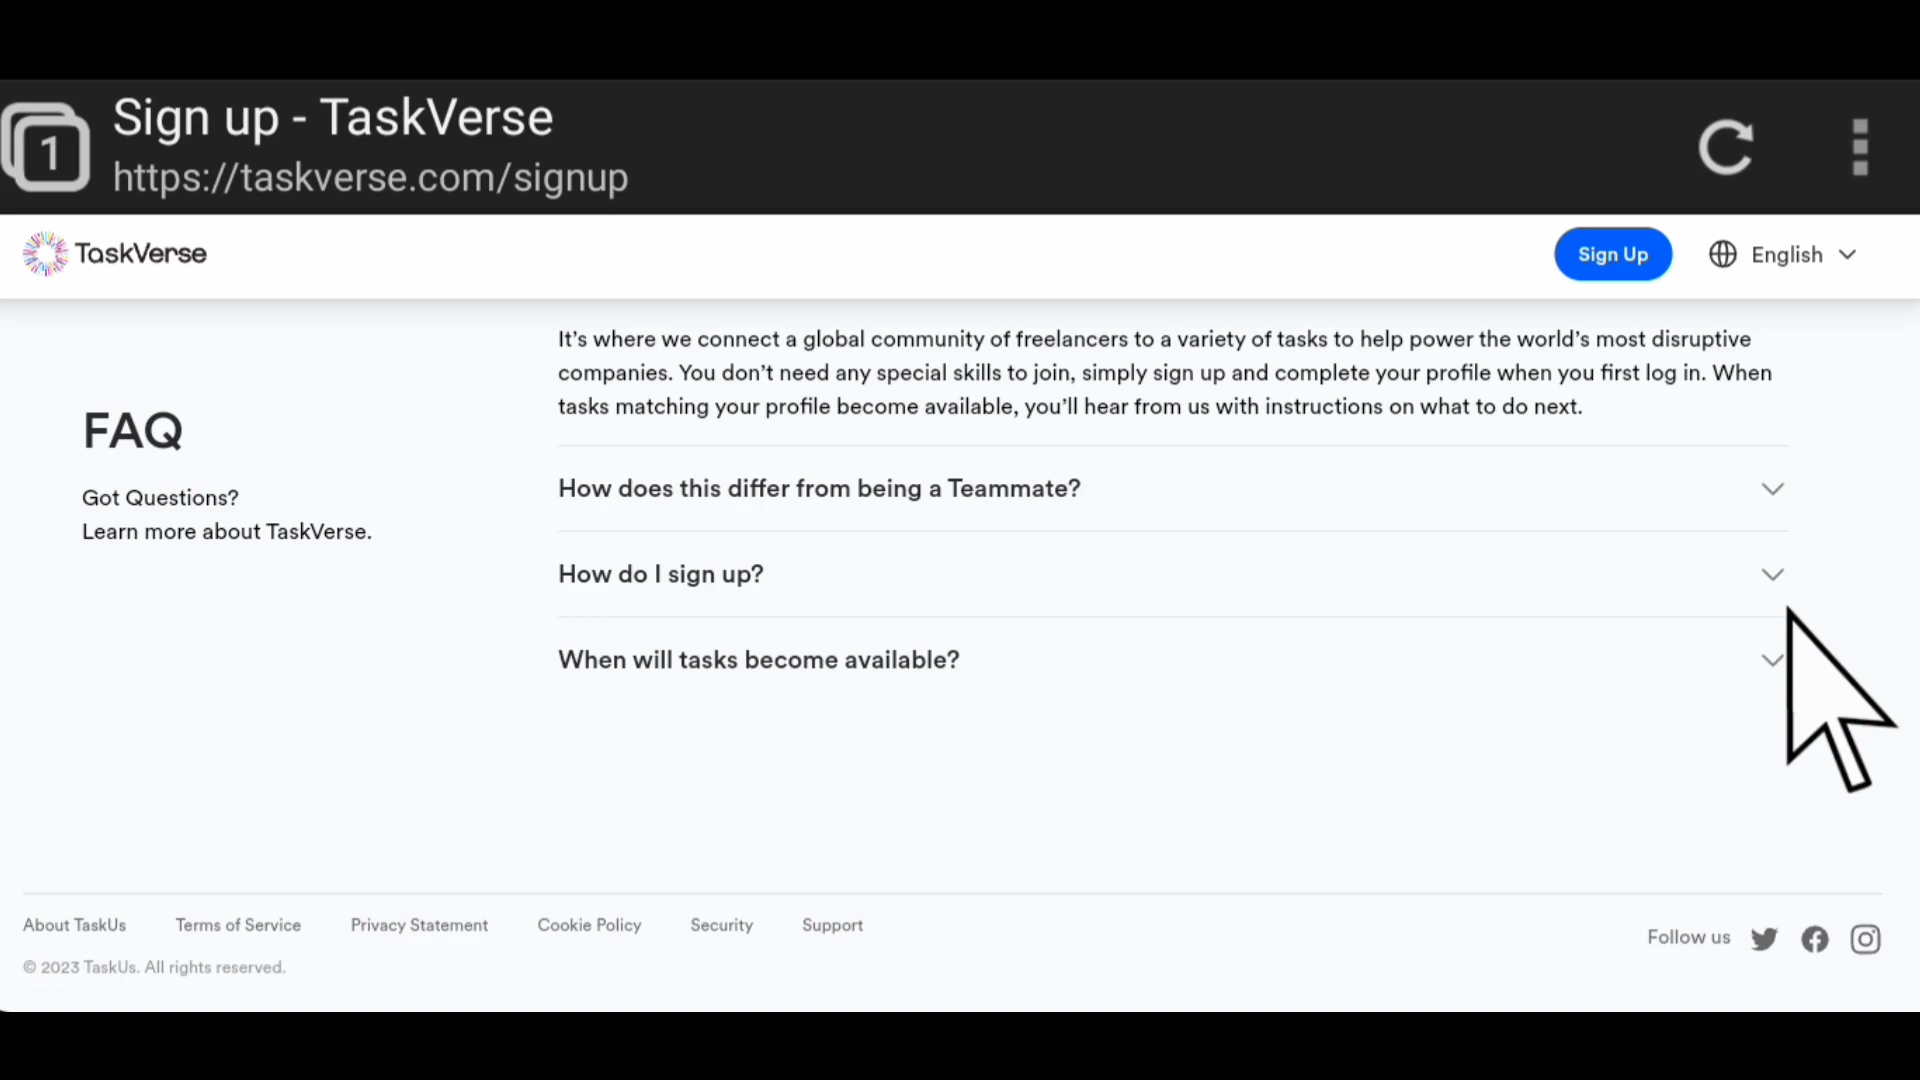 1
Sign up - TaskVerse
https://taskverse.com/signup
TaskVerse
Sign Up
English
It’s where we connect a global community of freelancers to a variety of tasks to help power the world’s most disruptive
companies. You don’t need any special skills to join, simply sign up and complete your profile when you first log in. When
tasks matching your profile become available, you’ll hear from us with instructions on what to do next.
FAQ
Got Questions?
Learn more about TaskVerse.
How does this differ from being a Teammate?
How do I sign up?
When will tasks become available?
About TaskUs
Terms of Service
Privacy Statement
Cookie Policy
Security
Support
Follow us
© 2023 TaskUs. All rights reserved.